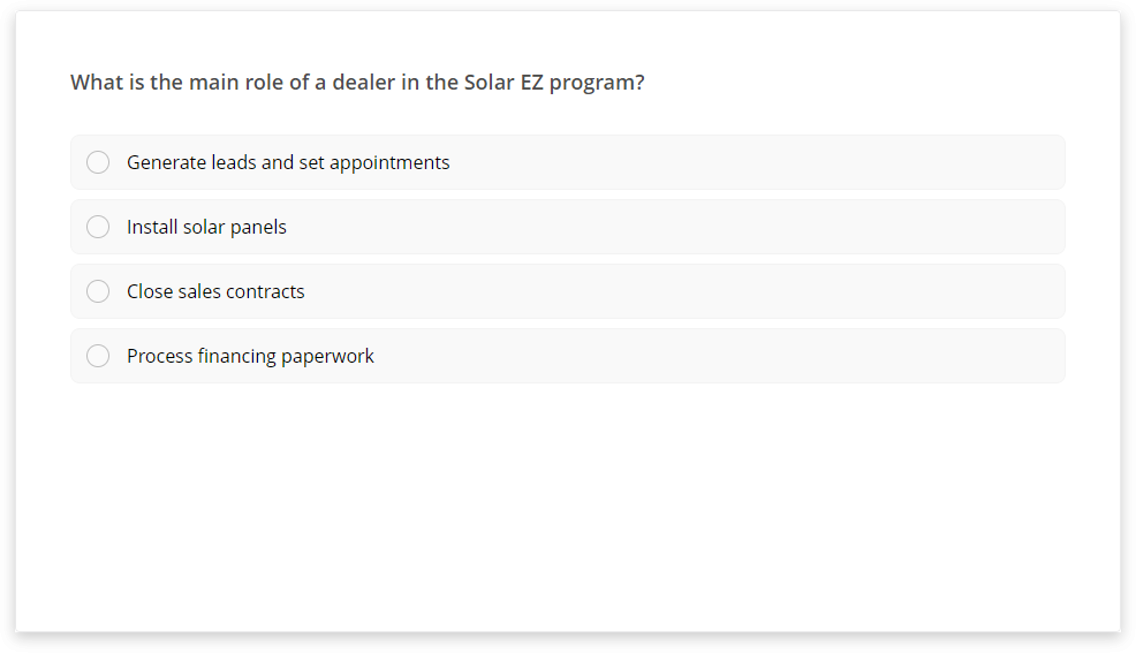 What is the main role of a dealer in the Solar EZ program?
Generate leads and set appointments
Install solar panels
Close sales contracts
Process financing paperwork